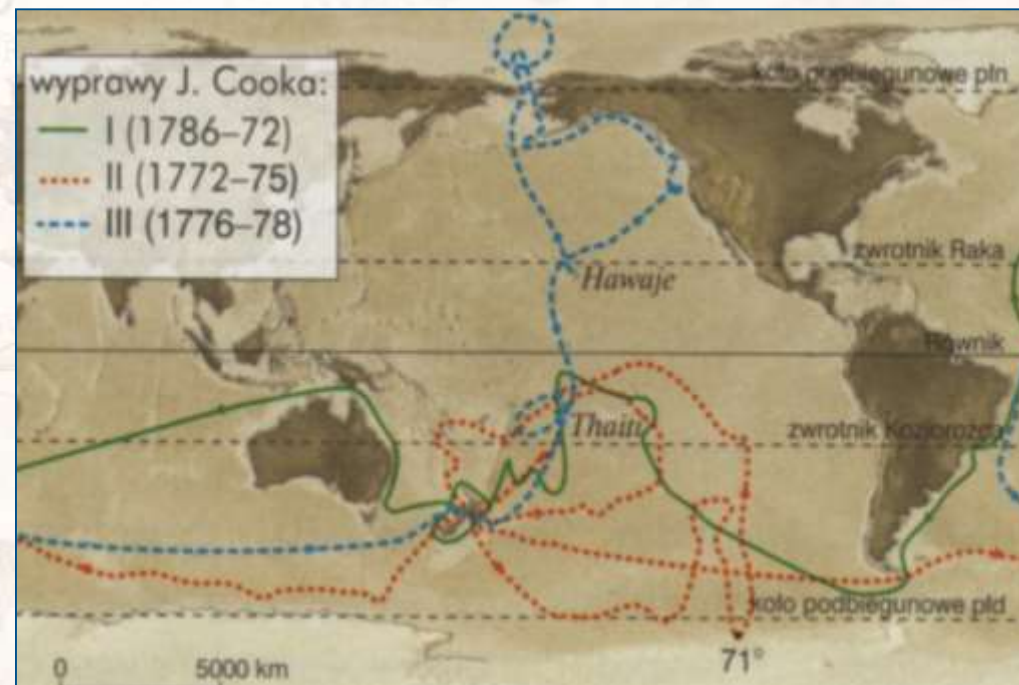 wyprawy J. Cooka:
I (1786–72)
II (1772–75)
III (1776–78)
koło podbiegunowe płn
zwrotnik Raka
Hawaje
Równik
Thaiti
zwrotnik Koziorożca
koło podbiegunowe płd
71°
0 5000 km